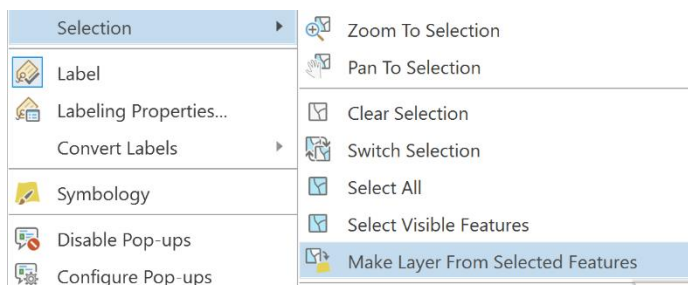 Selection
Label
Labeling Properties...
Convert Labels
Symbology
Disable Pop-ups
Configure Pop-ups
Zoom To Selection
Pan To Selection
Clear Selection
Switch Selection
Select All
Select Visible Features
Make Layer From Selected Features